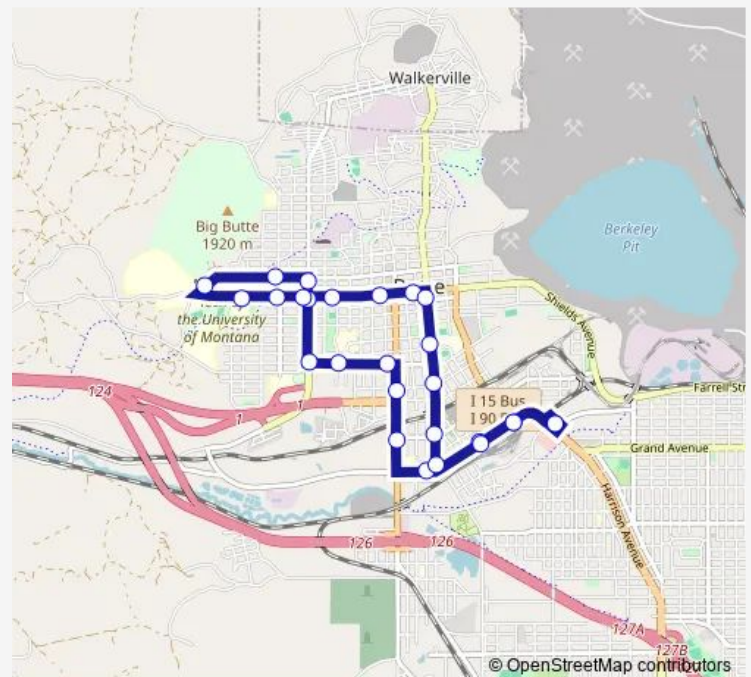 Walkerville
Big Butte
1920 m
Berkeley
Pit
the University
of Montana
Shields Avenue
124
1
1
I 15 Bus
I 90
Farrell Str
Grand Avenue
Harrison Avenue
126
126
127A
127B
© OpenStreetMap contributors